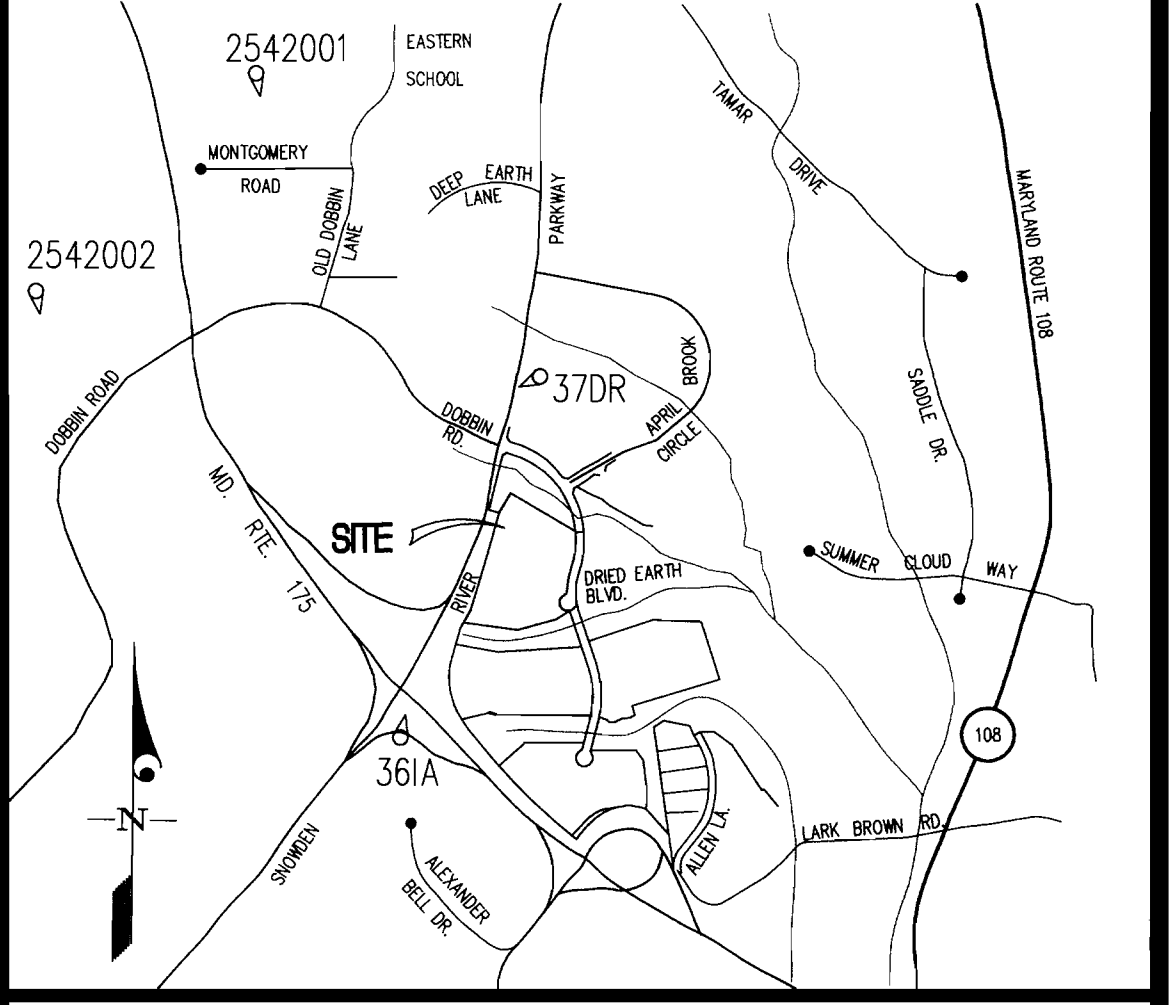 2542001
EASTERN
SCHOOL
MONTGOMERY
ROAD
OLD DOBBIN
LANE
DEEP EARTH
LANE
PARKWAY
TAMAR
DRIVE
MARYLAND ROUTE 108
2542002
DOBBIN ROAD
37DR
DOBBIN
RD.
APRIL
BROOK
CIRCLE
SADDLE DR.
MD. RTE. 175
SITE
RIVER
DRIED EARTH
BLVD.
SUMMER CLOUD WAY
108
36IA
N
SNOWDEN
ALEXANDER
BELL DR.
ALLEN LA.
LARK BROWN RD.